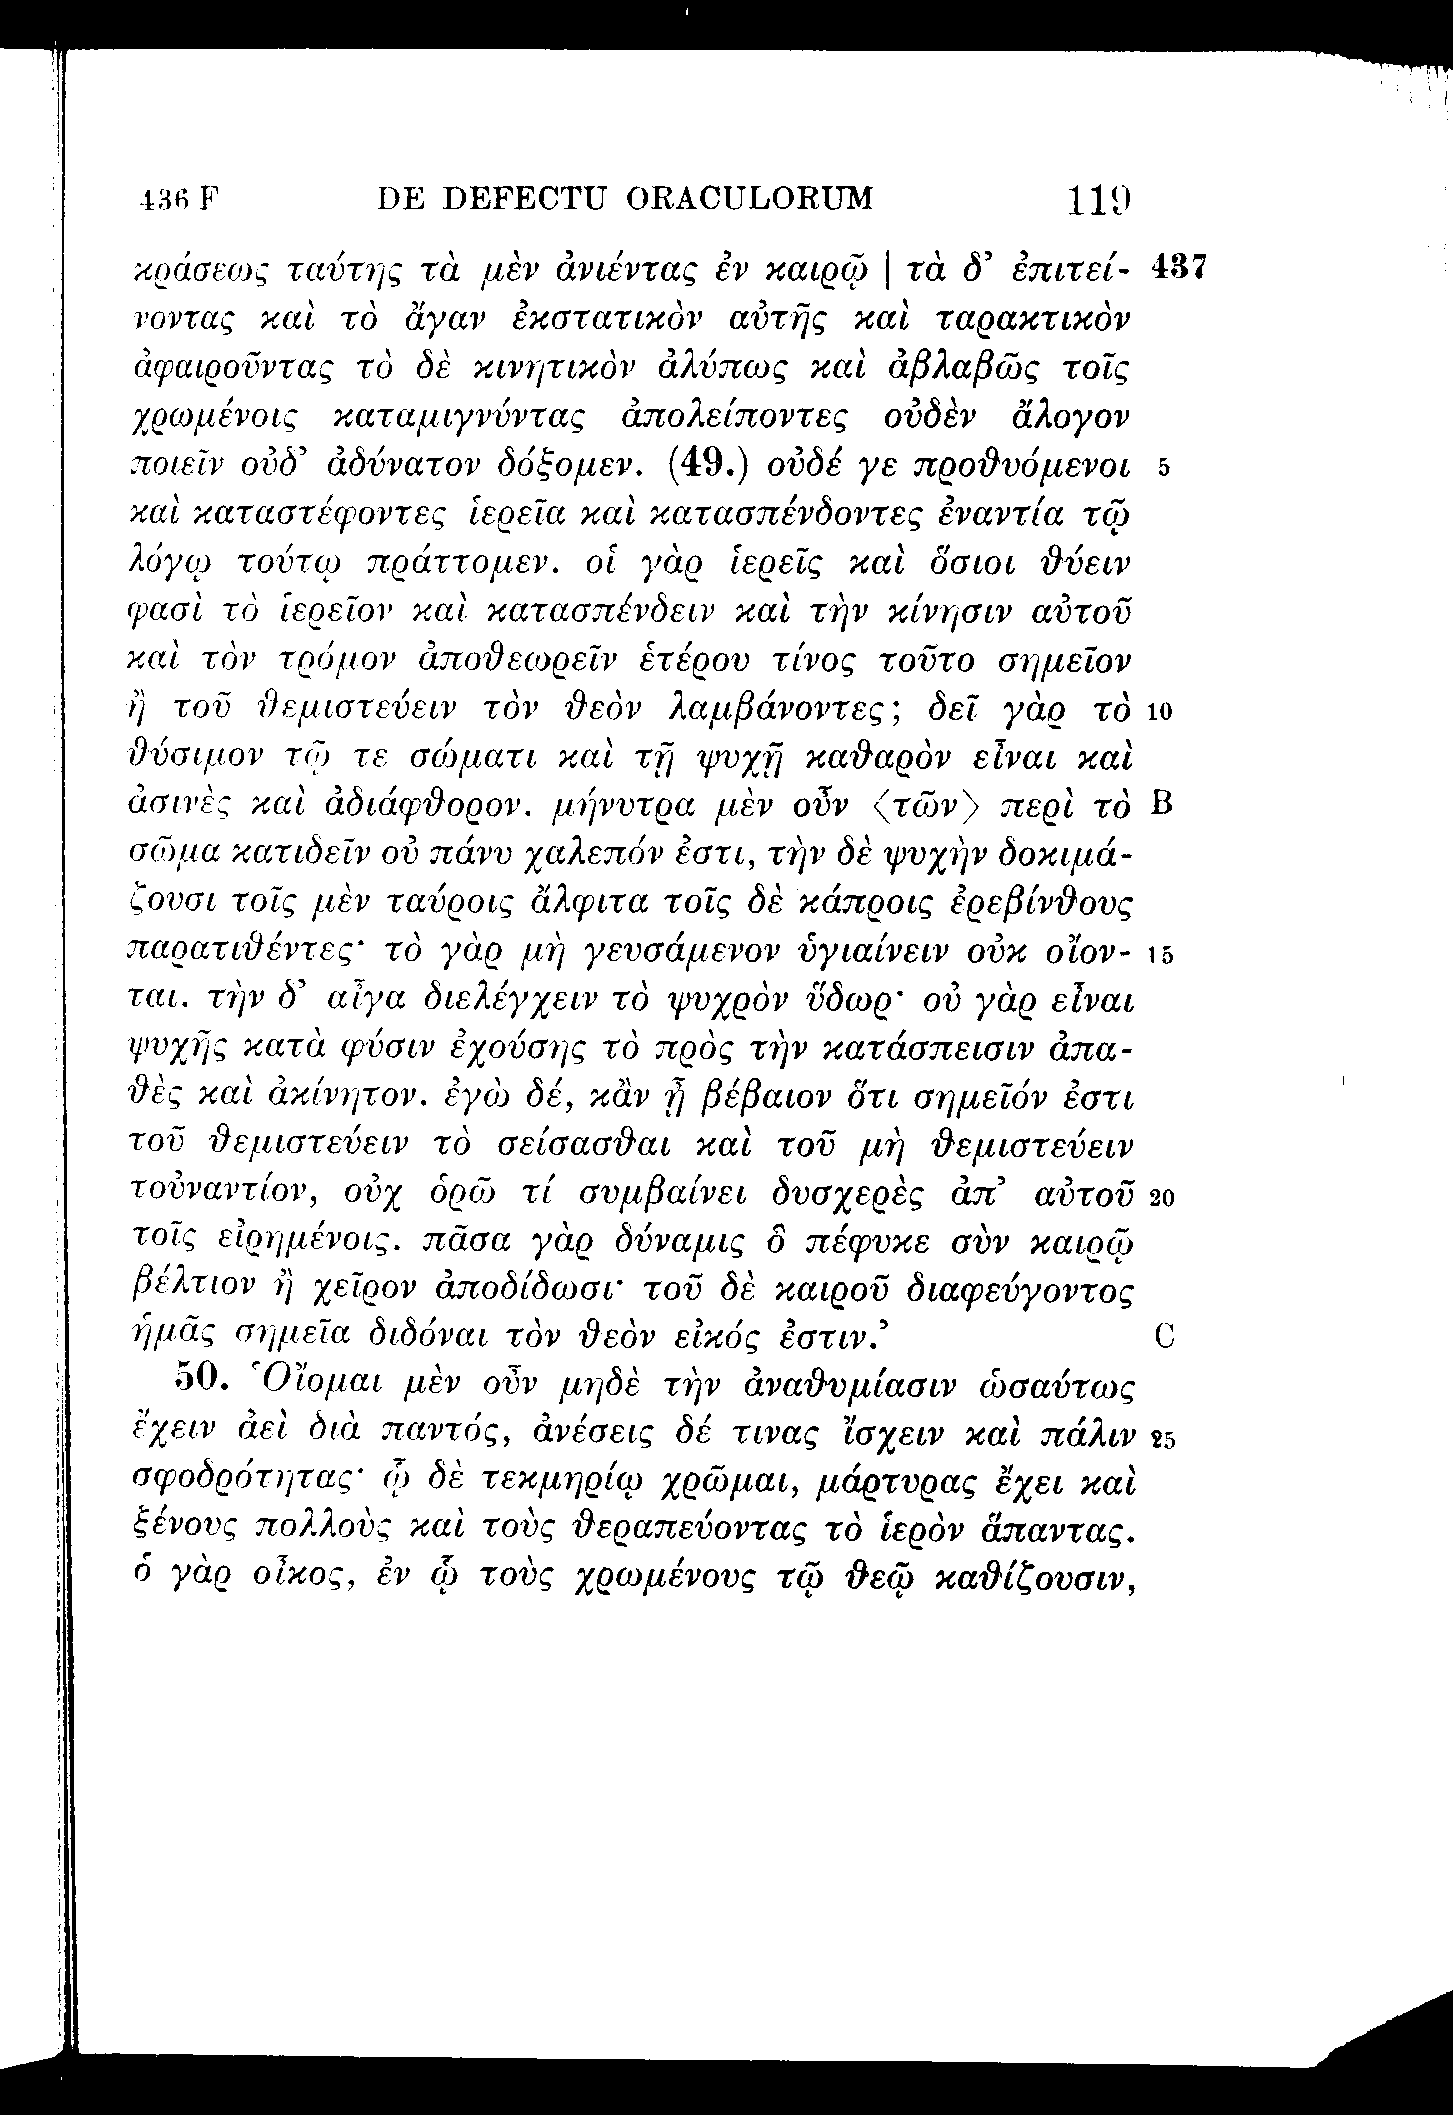 436 F DE DEFECTU ORACULORUM 119
κράσεως ταύτης τὰ μὲν ἀνιέντας ἐν καιρῷ | τὰ δ’ ἐπιτεί- 437
νοντας καὶ τὸ ἄγαν ἐκστατικὸν αὐτῆς καὶ ταρακτικὸν
ἀφαιροῦντας τὸ δὲ κινητικὸν ἀλύπως καὶ ἀβλαβῶς τοῖς
χρωμένοις καταμιγνύντας ἀπολείποντες οὐδὲν ἄλογον
ποιεῖν οὐδ’ ἀδύνατον δόξομεν. (49.) οὐδέ γε προθυόμενοι 5
καὶ καταστέφοντες ἱερεῖα καὶ κατασπένδοντες ἐναντία τῷ
λόγῳ τούτῳ πράττομεν. οἱ γὰρ ἱερεῖς καὶ ὅσιοι θύειν
φασὶ τὸ ἱερεῖον καὶ κατασπένδειν καὶ τὴν κίνησιν αὐτοῦ
καὶ τὸν τρόμον ἀποθεωρεῖν ἑτέρου τίνος τοῦτο σημεῖον
ἢ τοῦ θεμιστεύειν τὸν θεὸν λαμβάνοντες; δεῖ γὰρ τὸ 10
θύσιμον τῷ τε σώματι καὶ τῇ ψυχῇ καθαρὸν εἶναι καὶ
ἀσινὲς καὶ ἀδιάφθορον. μήνυτρα μὲν οὖν ⟨τῶν⟩ περὶ τὸ B
σῶμα κατιδεῖν οὐ πάνυ χαλεπόν ἐστι, τὴν δὲ ψυχὴν δοκιμά-
ζουσι τοῖς μὲν ταύροις ἄλφιτα τοῖς δὲ κάπροις ἐρεβίνθους
παρατιθέντες· τὸ γὰρ μὴ γευσάμενον ὑγιαίνειν οὐκ οἴον- 15
ται. τὴν δ’ αἶγα διελέγχειν τὸ ψυχρὸν ὕδωρ· οὐ γὰρ εἶναι
ψυχῆς κατὰ φύσιν ἐχούσης τὸ πρὸς τὴν κατάσπεισιν ἀπα-
θὲς καὶ ἀκίνητον. ἐγὼ δέ, κἂν ᾖ βέβαιον ὅτι σημεῖόν ἐστι
τοῦ θεμιστεύειν τὸ σείσασθαι καὶ τοῦ μὴ θεμιστεύειν
τοὐναντίον, οὐχ ὁρῶ τί συμβαίνει δυσχερὲς ἀπ’ αὐτοῦ 20
τοῖς εἰρημένοις. πᾶσα γὰρ δύναμις ὃ πέφυκε σὺν καιρῷ
βέλτιον ἢ χεῖρον ἀποδίδωσι· τοῦ δὲ καιροῦ διαφεύγοντος
ἡμᾶς σημεῖα διδόναι τὸν θεὸν εἰκός ἐστιν.’ C
50. ‘Οἴομαι μὲν οὖν μηδὲ τὴν ἀναθυμίασιν ὡσαύτως
ἔχειν ἀεὶ διὰ παντός, ἀνέσεις δέ τινας ἴσχειν καὶ πάλιν 25
σφοδρότητας· ᾧ δὲ τεκμηρίῳ χρῶμαι, μάρτυρας ἔχει καὶ
ξένους πολλοὺς καὶ τοὺς θεραπεύοντας τὸ ἱερὸν ἅπαντας.
ὁ γὰρ οἶκος, ἐν ᾧ τοὺς χρωμένους τῷ θεῷ καθίζουσιν,